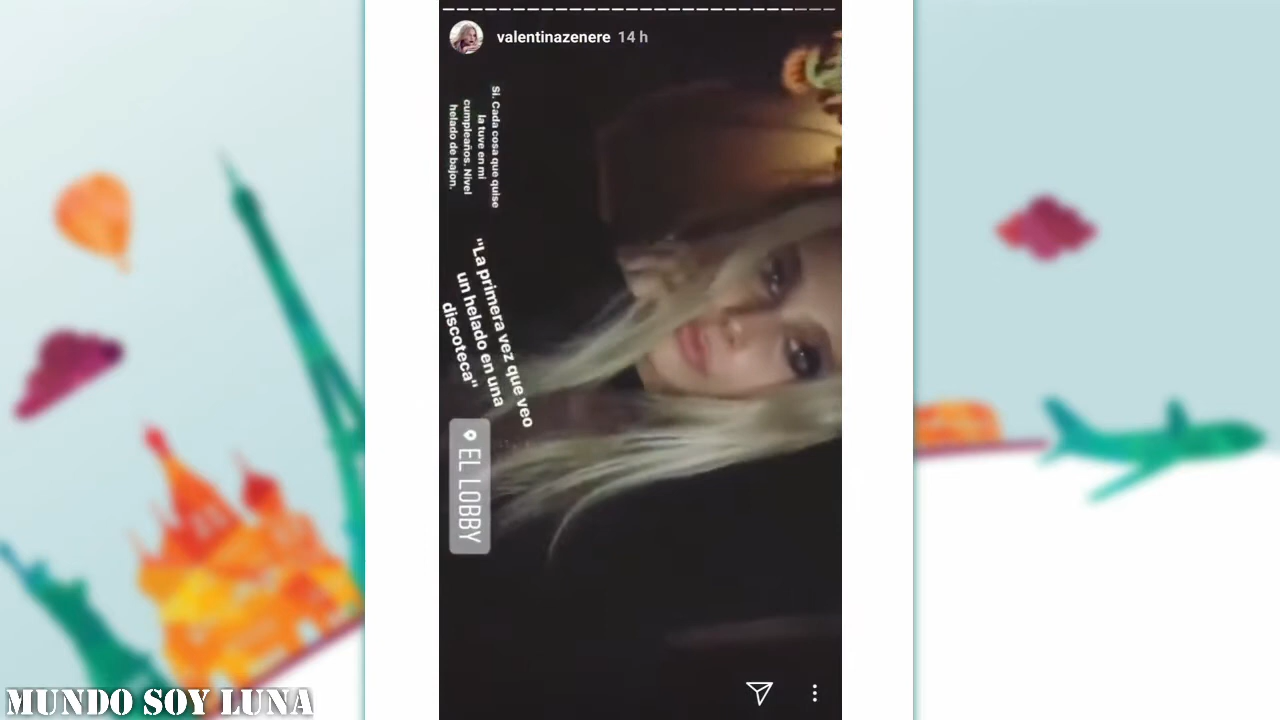 valentinazenere 14 h
Si. Cada cosa que quise
la tuve en mi
cumpleaños. Nivel
helado de bajon.
"La primera vez que veo
un helado en una
discoteca"
EL LOBBY
MUNDO SOY LUNA